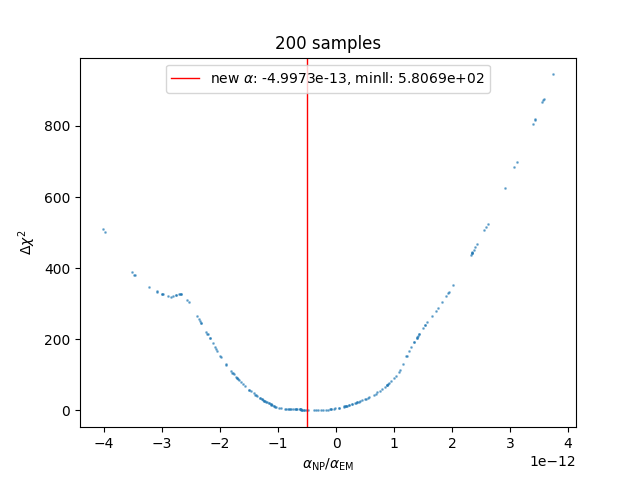 200 samples
new α: -4.9973e-13, minll: 5.8069e+02
Δχ²
800
600
400
200
0
−4
−3
−2
−1
0
1
2
3
4
1e−12
α_NP/α_EM